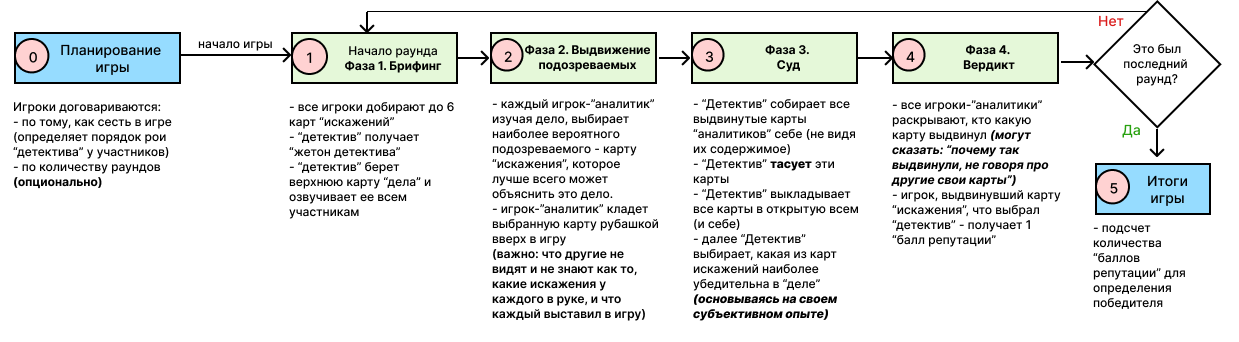 0
Планирование
игры
Игроки договариваются:
- по тому, как сесть в игре
(определяет порядок рои
“детектива” у участников)
- по количеству раундов
(опционально)
начало игры
1
Начало раунда
Фаза 1. Брифинг
- все игроки добирают до 6
карт “искажений”
- “детектив” получает
“жетон детектива”
- “детектив” берет
верхнюю карту “дела” и
озвучивает ее всем
участникам
2
Фаза 2. Выдвижение
подозреваемых
- каждый игрок-”аналитик”
изучая дело, выбирает
наиболее вероятного
подозреваемого - карту
“искажения”, которое
лучше всего может
объяснить это дело.
- игрок-”аналитик” кладет
выбранную карту рубашкой
вверх в игру
(важно: что другие не
видят и не знают как то,
какие искажения у
каждого в руке, и что
каждый выставил в игру)
3
Фаза 3.
Суд
- “Детектив” собирает все
выдвинутые карты
“аналитиков” себе (не видя
их содержимое)
- “Детектив” тасует эти
карты
- “Детектив” выкладывает
все карты в открытую всем
(и себе)
- далее “Детектив”
выбирает, какая из карт
искажений наиболее
убедительна в “деле”
(основываясь на своем
субъективном опыте)
4
Фаза 4.
Вердикт
- все игроки-”аналитики”
раскрывают, кто какую
карту выдвинул (могут
сказать: “почему так
выдвинули, не говоря про
другие свои карты”)
- игрок, выдвинувший карту
“искажения”, что выбрал
“детектив” - получает 1
“балл репутации”
Нет
Это был
последний
раунд?
Да
5
Итоги
игры
- подсчет
количества
“баллов
репутации” для
определения
победителя